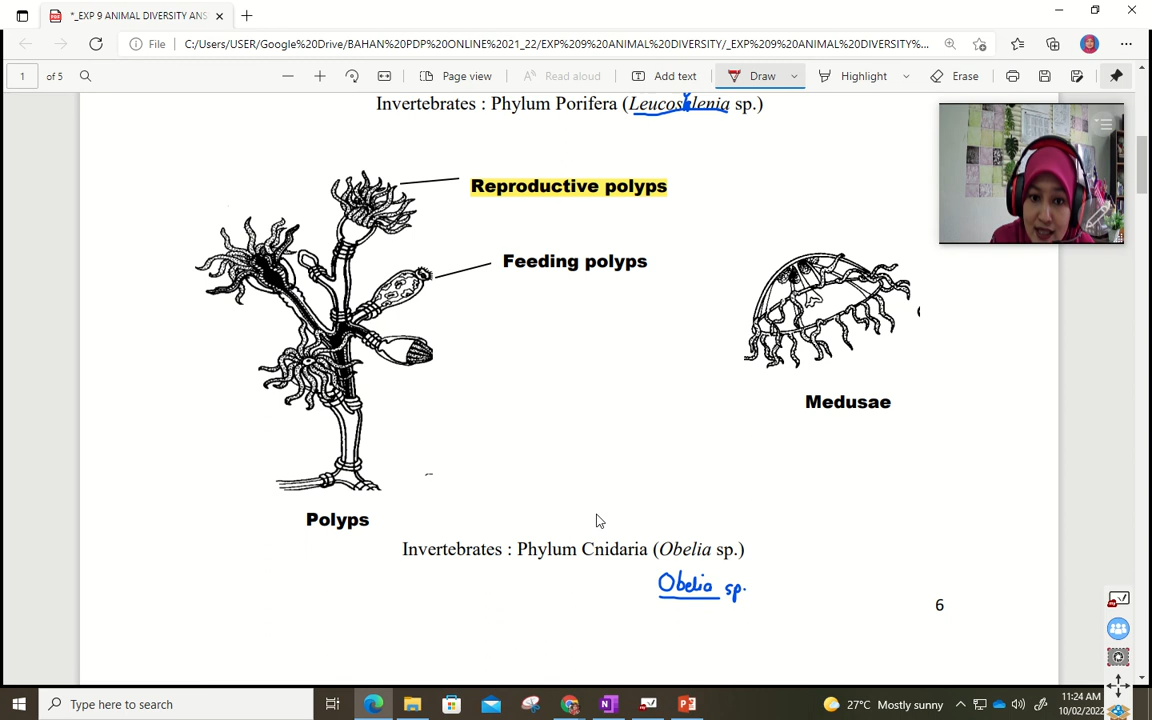 *_EXP 9 ANIMAL DIVERSITY ANS
File
C:/Users/USER/Google%20Drive/BAHAN%20PDP%20ONLINE%202021_22/EXP%209%20ANIMAL%20DIVERSITY/_EXP%209%20ANIMAL%20DIVERSITY%...
1 of 5
Page view
Read aloud
Add text
Draw
Highlight
Erase
Invertebrates : Phylum Porifera (Leucosolenia sp.)
Reproductive polyps
Feeding polyps
Medusae
Polyps
Invertebrates : Phylum Cnidaria (Obelia sp.)
Obelia sp.
6
Type here to search
27°C Mostly sunny
11:24 AM
10/02/2022